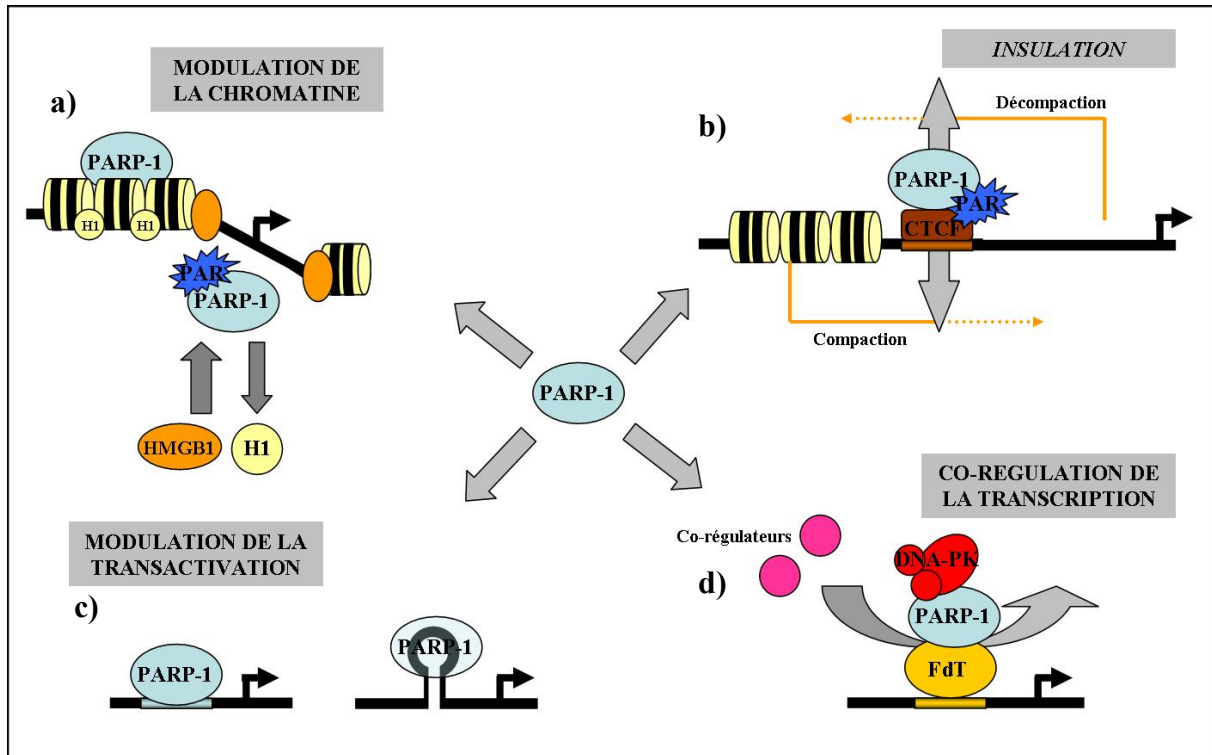 MODULATION DE
LA CHROMATINE
a)
PARP-1
H1
H1
PAR
PARP-1
HMGB1
H1
INSULATION
b)
Décompaction
PARP-1
PAR
CTCF
Compaction
PARP-1
MODULATION DE LA
TRANSACTIVATION
c)
PARP-1
PARP-1
CO-REGULATION DE
LA TRANSCRIPTION
Co-régulateurs
d)
DNA-PK
PARP-1
FdT